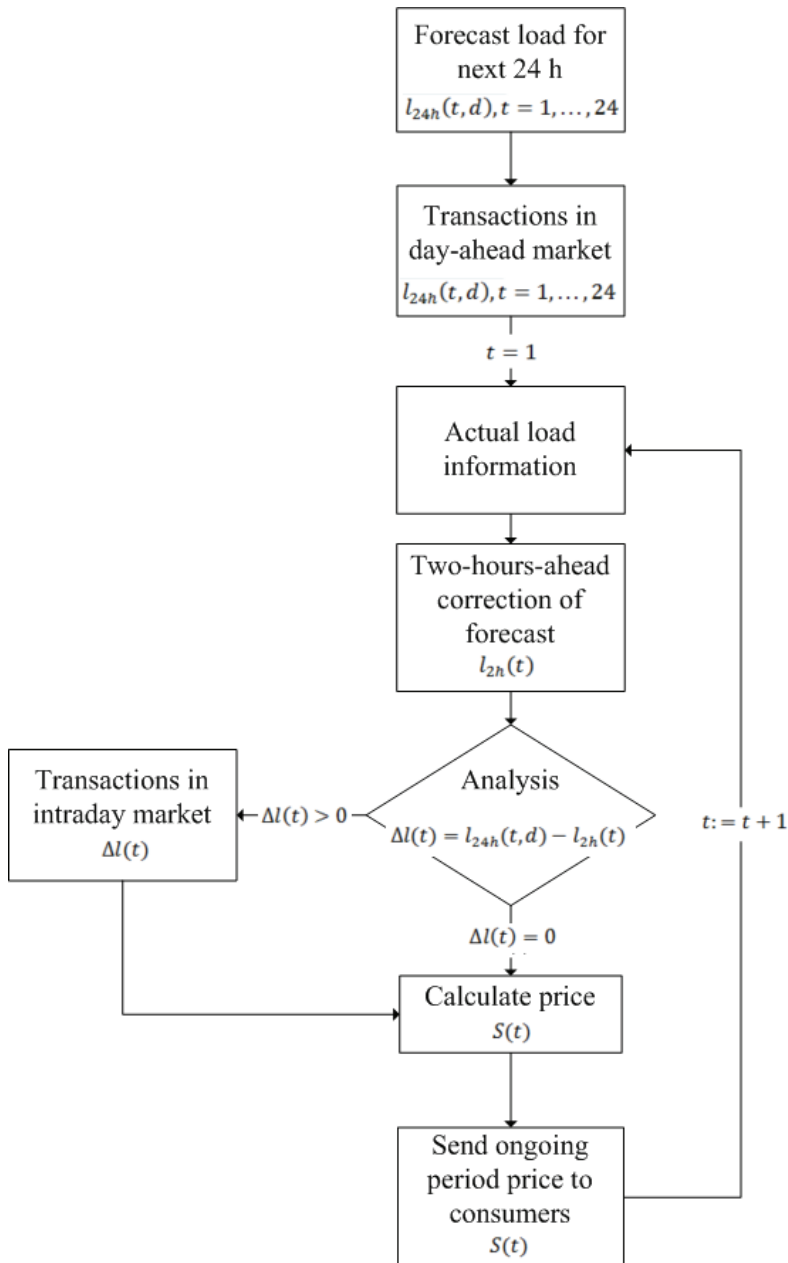 Forecast load for
next 24 h
l₂₄ₕ(t,d), t = 1, … , 24
Transactions in
day-ahead market
l₂₄ₕ(t,d), t = 1, … , 24
t = 1
Actual load
information
Two-hours-ahead
correction of
forecast
l₂ₕ(t)
Analysis
Δl(t) = l₂₄ₕ(t,d) − l₂ₕ(t)
Δl(t) > 0
Transactions in
intraday market
Δl(t)
t: = t + 1
Δl(t) = 0
Calculate price
S(t)
Send ongoing
period price to
consumers
S(t)